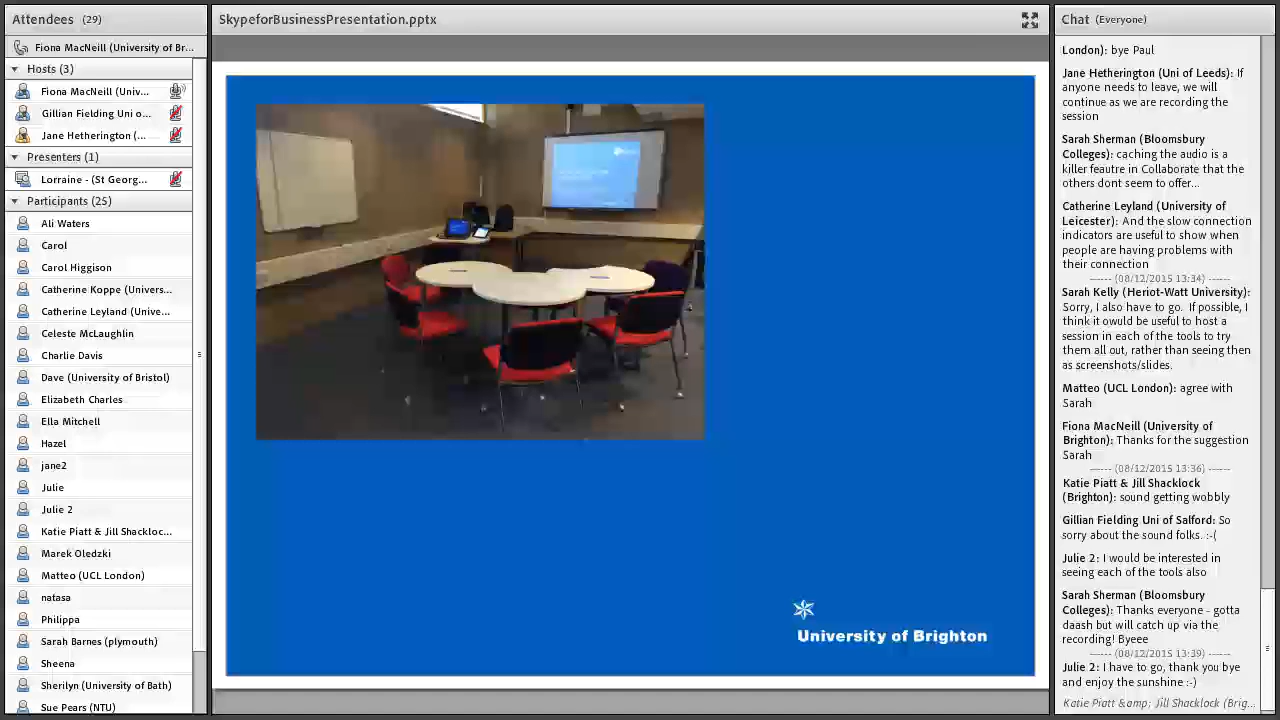 Attendees (29)
Fiona MacNeill (University of Br...
Hosts (3)
Fiona MacNeill (Univ...
Gillian Fielding Uni o...
Jane Hetherington (...
Presenters (1)
Lorraine - (St Georg...
Participants (25)
Ali Waters
Carol
Carol Higgison
Catherine Koppe (Univers...
Catherine Leyland (Unive...
Celeste McLaughlin
Charlie Davis
Dave (University of Bristol)
Elizabeth Charles
Ella Mitchell
Hazel
jane2
Julie
Julie 2
Katie Piatt & Jill Shackloc...
Marek Oledzki
Matteo (UCL London)
natasa
Philippa
Sarah Barnes (plymouth)
Sheena
Sherilyn (University of Bath)
Sue Pears (NTU)
SkypeforBusinessPresentation.pptx
University of Brighton
Chat (Everyone)
London): bye Paul
Jane Hetherington (Uni of Leeds): If
anyone needs to leave, we will
continue as we are recording the
session
Sarah Sherman (Bloomsbury
Colleges): caching the audio is a
killer feautre in Collaborate that the
others dont seem to offer...
Catherine Leyland (University of
Leicester): And the slow connection
indicators are useful to show when
people are having problems with
their connection
------ (08/12/2015 13:34) ------
Sarah Kelly (Heriot-Watt University):
Sorry, I also have to go. If possible, I
think it owuld be useful to host a
session in each of the tools to try
them all out, rather than seeing then
as screenshots/slides.
Matteo (UCL London): agree with
Sarah
Fiona MacNeill (University of
Brighton): Thanks for the suggestion
Sarah
------ (08/12/2015 13:36) ------
Katie Piatt & Jill Shacklock
(Brighton): sound getting wobbly
Gillian Fielding Uni of Salford: So
sorry about the sound folks. :-(
Julie 2: I would be interested in
seeing each of the tools also
Sarah Sherman (Bloomsbury
Colleges): Thanks everyone - gotta
daash but will catch up via the
recording! Byeee
------ (08/12/2015 13:39) ------
Julie 2: I have to go, thank you bye
and enjoy the sunshine :-)
Katie Piatt &amp; Jill Shacklock (Brig...